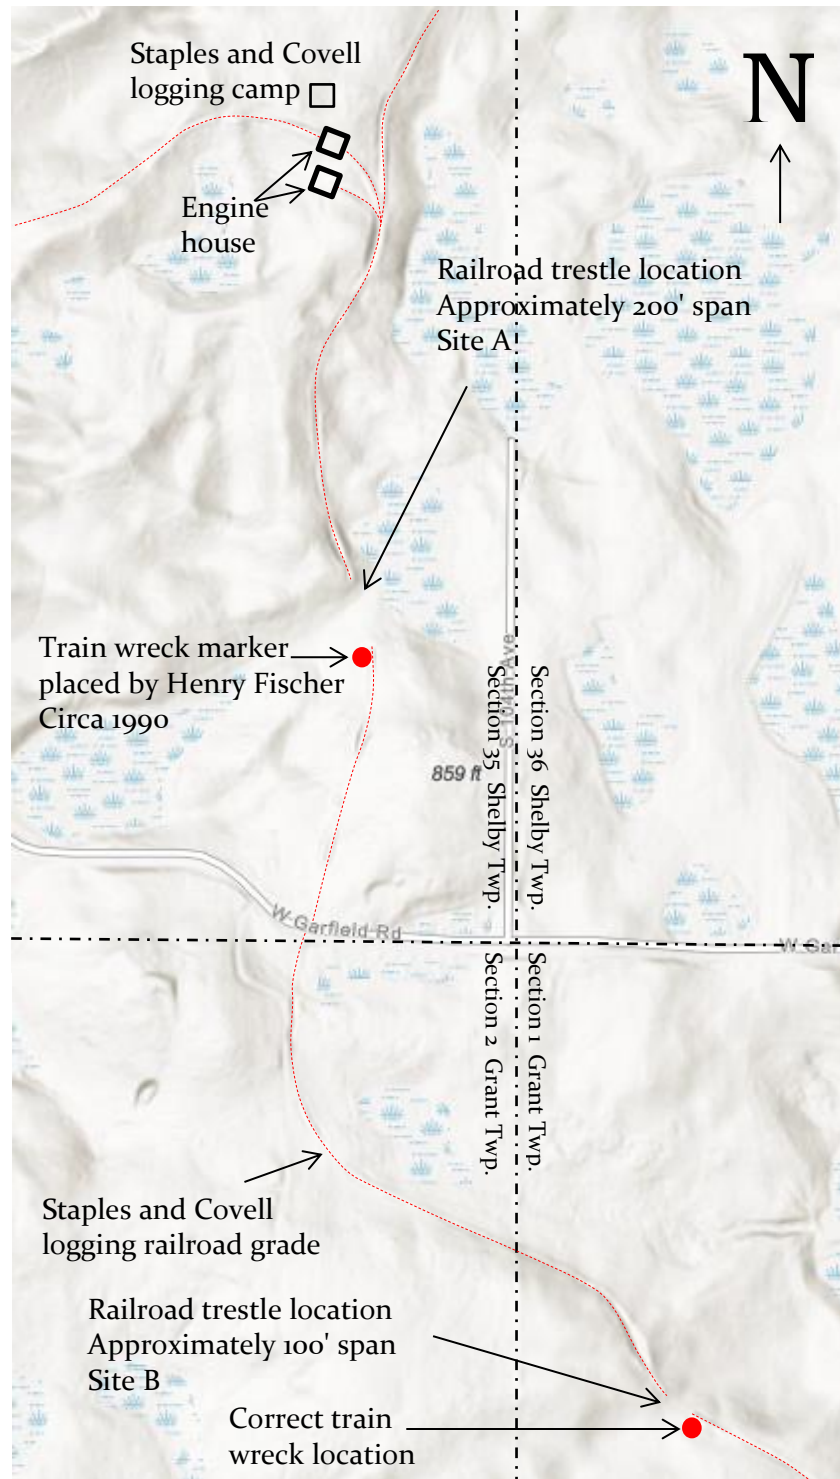 Staples and Covell
logging camp
N
Engine
house
Railroad trestle location
Approximately 200' span
Site A
Train wreck marker
placed by Henry Fischer
Circa 1990
S 104th Ave
Section 35 Shelby Twp.
Section 36 Shelby Twp.
859 ft
W Garfield Rd
W Gar
Section 2 Grant Twp.
Section 1 Grant Twp.
Staples and Covell
logging railroad grade
Railroad trestle location
Approximately 100' span
Site B
Correct train
wreck location